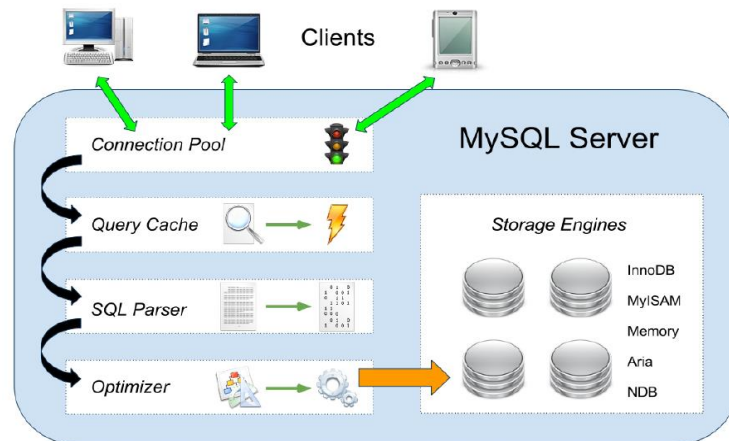 Clients
MySQL Server
Connection Pool
Query Cache
SQL Parser
Optimizer
Storage Engines
InnoDB
MyISAM
Memory
Aria
NDB